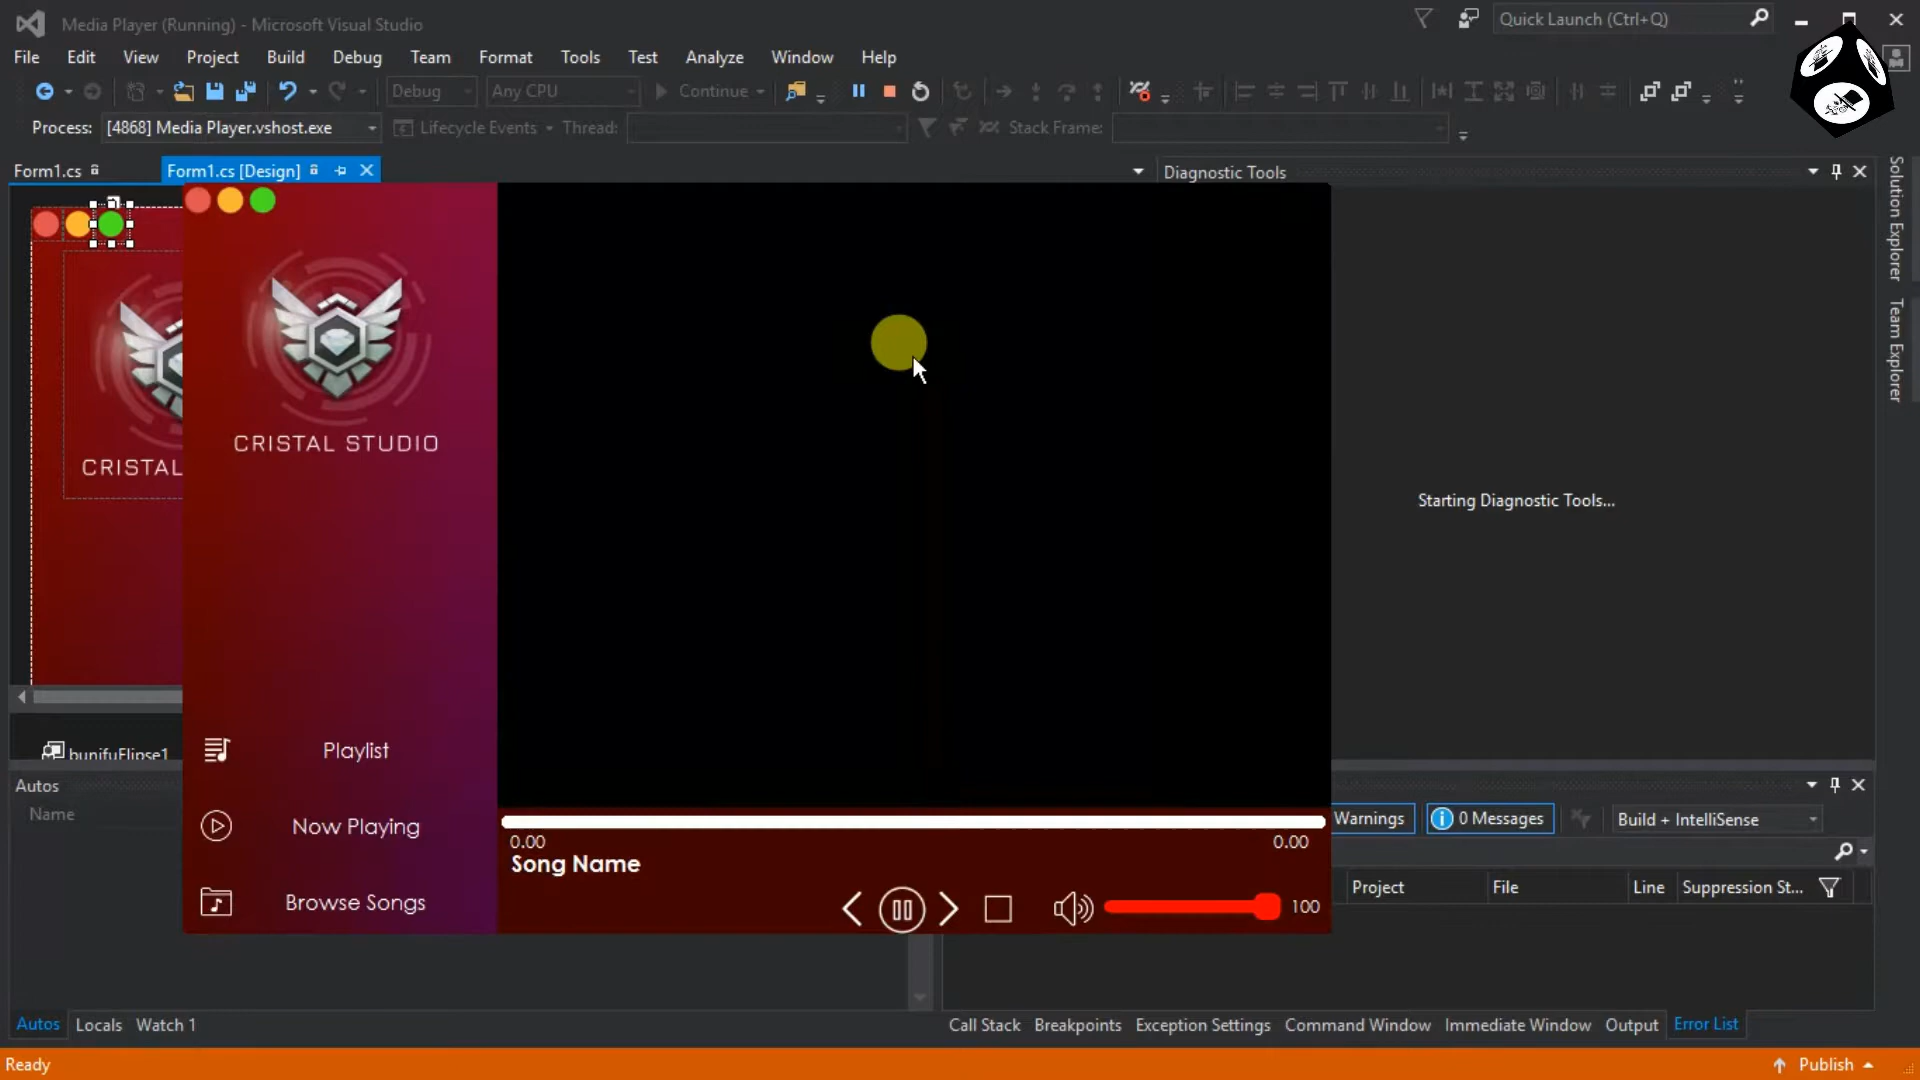 Media Player (Running) - Microsoft Visual Studio
Quick Launch (Ctrl+Q)
File Edit View Project Build Debug Team Format Tools Test Analyze Window Help
Debug Any CPU Continue
Process: [4868] Media Player.vshost.exe Lifecycle Events Thread: Stack Frame:
Form1.cs Form1.cs [Design] Diagnostic Tools
Solution Explorer
Team Explorer
CRISTAL STUDIO
CRISTAL
Starting Diagnostic Tools...
Playlist
bunifuElipse1
Autos
Name
Now Playing
Warnings 0 Messages Build + IntelliSense
0.00 0.00
Song Name
Project File Line Suppression St...
Browse Songs
100
Autos Locals Watch 1
Call Stack Breakpoints Exception Settings Command Window Immediate Window Output Error List
Ready Publish